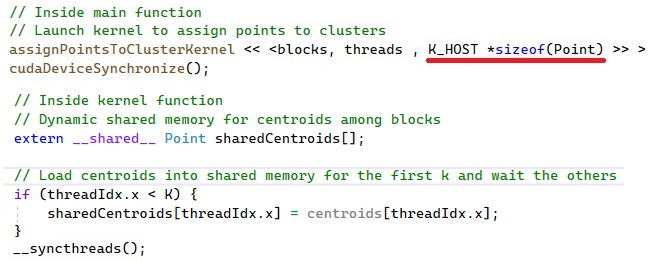 // Inside main function
// Launch kernel to assign points to clusters
assignPointsToClusterKernel << <blocks, threads , K_HOST *sizeof(Point) >> >
cudaDeviceSynchronize();
// Inside kernel function
// Dynamic shared memory for centroids among blocks
extern __shared__ Point sharedCentroids[];
// Load centroids into shared memory for the first k and wait the others
if (threadIdx.x < K) {
sharedCentroids[threadIdx.x] = centroids[threadIdx.x];
}
__syncthreads();